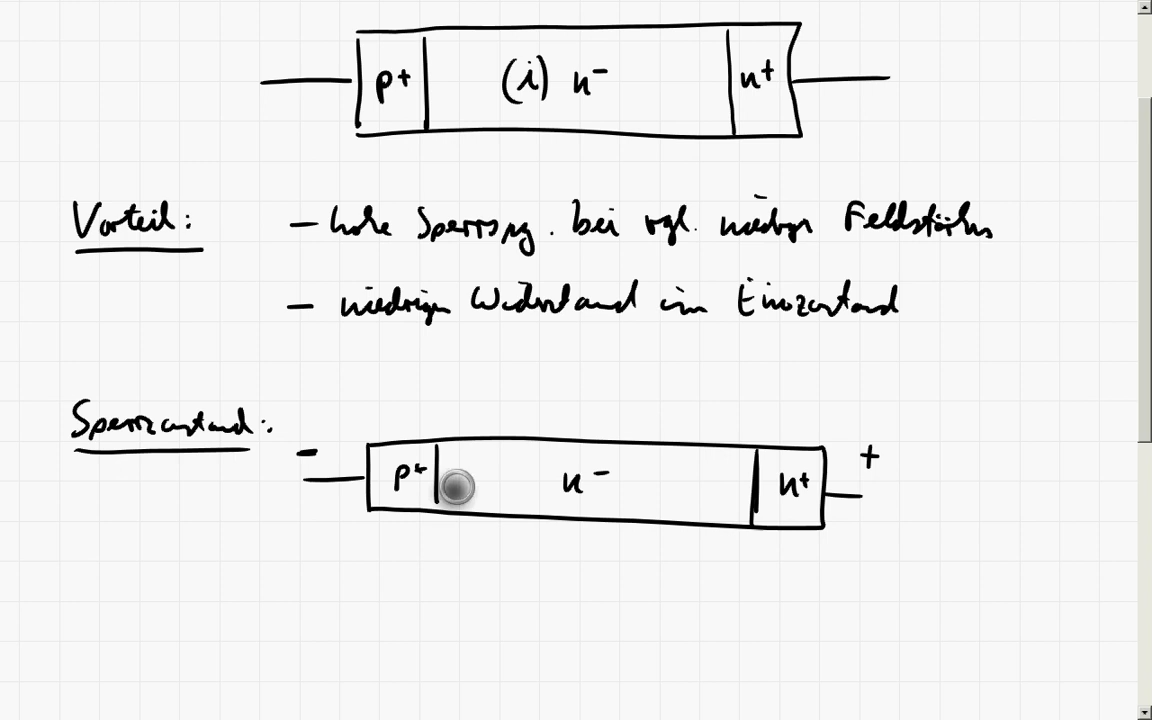 p+ (i) n- n+
Vorteil: - hohe Sperrspg. bei vgl. niedriger Feldstärke
- niedriger Widerstand im Einzustand
Sperrzustand:
- +
p+ n- n+